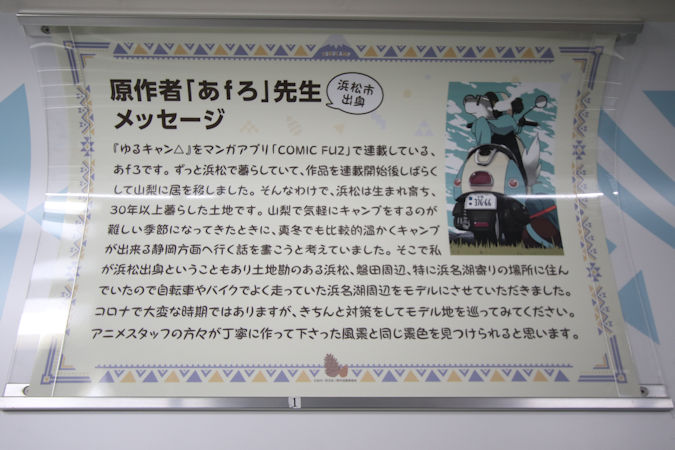 原作者「あfろ」先生
メッセージ
浜松市
出身
『ゆるキャン△』をマンガアプリ「COMIC FUZ」で連載している、
あfろです。ずっと浜松で暮らしていて、作品を連載開始後しばらく
して山梨に居を移しました。そんなわけで、浜松は生まれ育ち、
30年以上暮らした土地です。山梨で気軽にキャンプをするのが
難しい季節になってきたときに、真冬でも比較的温かくキャンプ
が出来る静岡方面へ行く話を書こうと考えていました。そこで私
が浜松出身ということもあり土地勘のある浜松、磐田周辺、特に浜名湖寄りの場所に住ん
でいたので自転車やバイクでよく走っていた浜名湖周辺をモデルにさせていただきました。
コロナで大変な時期ではありますが、きちんと対策をしてモデル地を巡ってみてください。
アニメスタッフの方々が丁寧に作って下さった風景と同じ景色を見つけられると思います。
1